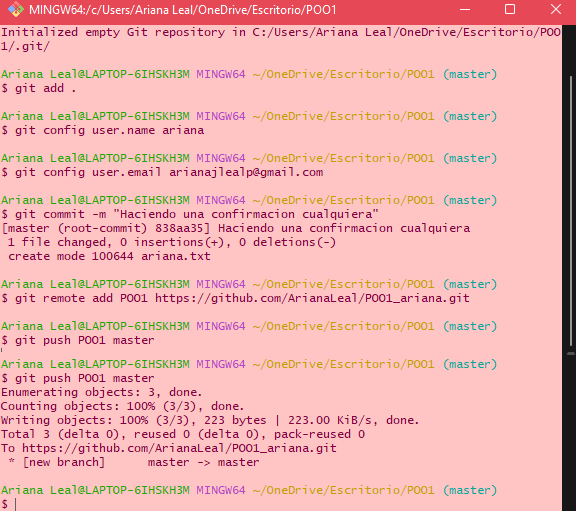 MINGW64:/c/Users/Ariana Leal/OneDrive/Escritorio/POO1
Initialized empty Git repository in C:/Users/Ariana Leal/OneDrive/Escritorio/POO
1/.git/
Ariana Leal@LAPTOP-6IHSKH3M MINGW64 ~/OneDrive/Escritorio/POO1 (master)
$ git add .
Ariana Leal@LAPTOP-6IHSKH3M MINGW64 ~/OneDrive/Escritorio/POO1 (master)
$ git config user.name ariana
Ariana Leal@LAPTOP-6IHSKH3M MINGW64 ~/OneDrive/Escritorio/POO1 (master)
$ git config user.email arianajlealp@gmail.com
Ariana Leal@LAPTOP-6IHSKH3M MINGW64 ~/OneDrive/Escritorio/POO1 (master)
$ git commit -m "Haciendo una confirmacion cualquiera"
[master (root-commit) 838aa35] Haciendo una confirmacion cualquiera
 1 file changed, 0 insertions(+), 0 deletions(-)
 create mode 100644 ariana.txt
Ariana Leal@LAPTOP-6IHSKH3M MINGW64 ~/OneDrive/Escritorio/POO1 (master)
$ git remote add POO1 https://github.com/ArianaLeal/POO1_ariana.git
Ariana Leal@LAPTOP-6IHSKH3M MINGW64 ~/OneDrive/Escritorio/POO1 (master)
$ git push POO1 master
Ariana Leal@LAPTOP-6IHSKH3M MINGW64 ~/OneDrive/Escritorio/POO1 (master)
$ git push POO1 master
Enumerating objects: 3, done.
Counting objects: 100% (3/3), done.
Writing objects: 100% (3/3), 223 bytes | 223.00 KiB/s, done.
Total 3 (delta 0), reused 0 (delta 0), pack-reused 0
To https://github.com/ArianaLeal/POO1_ariana.git
 * [new branch]      master -> master
Ariana Leal@LAPTOP-6IHSKH3M MINGW64 ~/OneDrive/Escritorio/POO1 (master)
$